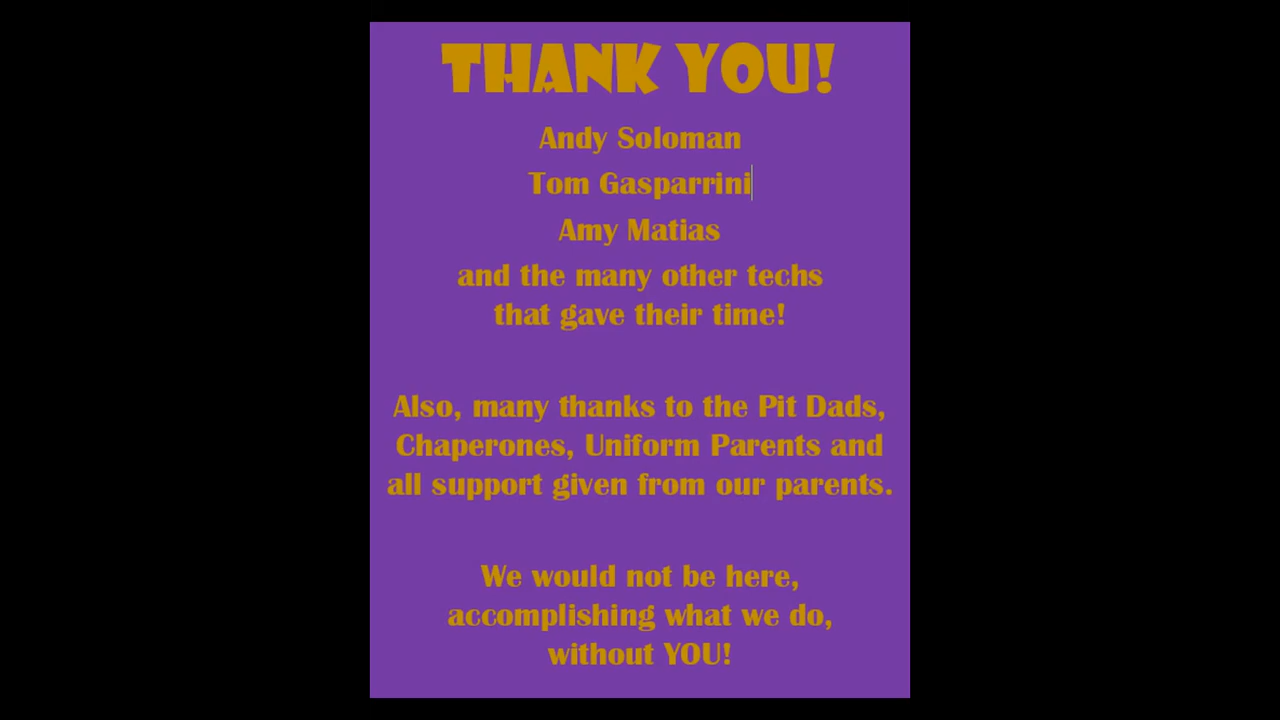 THANK YOU!
Andy Soloman
Tom Gasparrini
Amy Matias
and the many other techs
that gave their time!
Also, many thanks to the Pit Dads,
Chaperones, Uniform Parents and
all support given from our parents.
We would not be here,
accomplishing what we do,
without YOU!